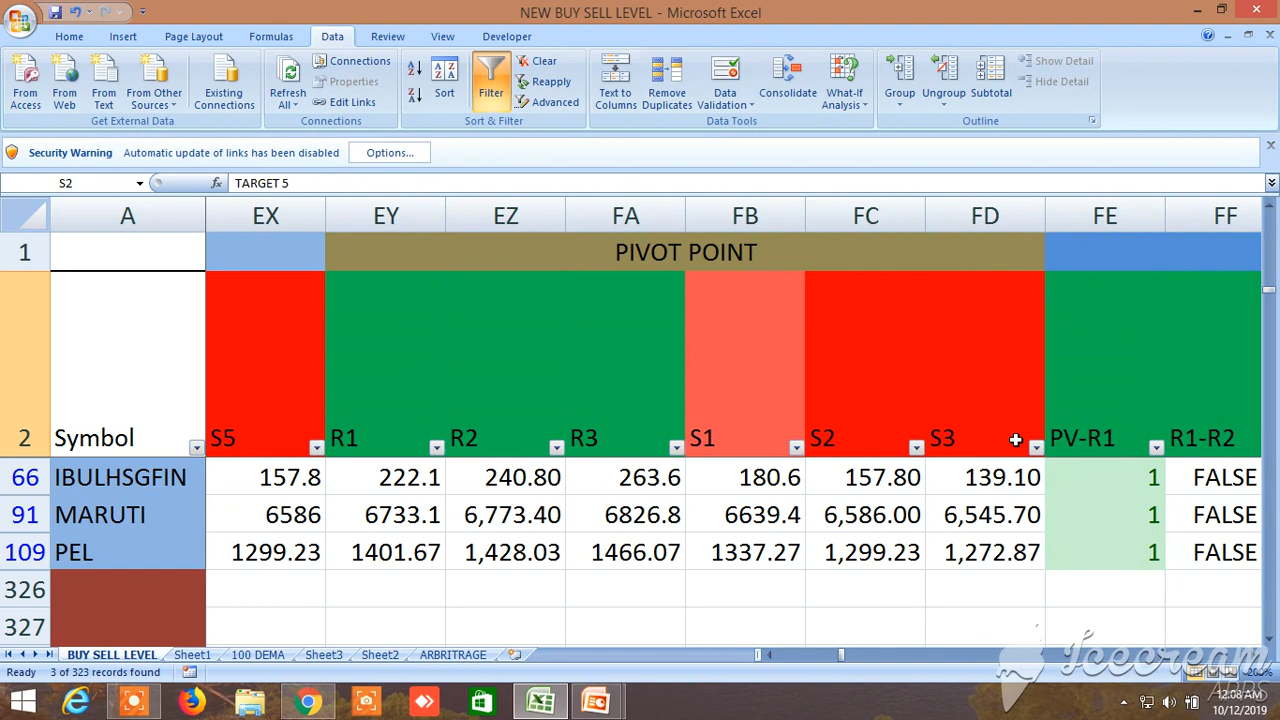 NEW BUY SELL LEVEL - Microsoft Excel
Home Insert Page Layout Formulas Data Review View Developer
From Access From Web From Text From Other Sources Existing Connections Refresh All Connections Properties Edit Links Sort Filter Clear Reapply Advanced Text to Columns Remove Duplicates Data Validation Consolidate What-If Analysis Group Ungroup Subtotal Show Detail Hide Detail
Get External Data Connections Sort & Filter Data Tools Outline
Security Warning Automatic update of links has been disabled Options...
S2 fx TARGET 5
A EX EY EZ FA FB FC FD FE FF
1 PIVOT POINT
2 Symbol S5 R1 R2 R3 S1 S2 S3 PV-R1 R1-R2
66 IBULHSGFIN 157.8 222.1 240.80 263.6 180.6 157.80 139.10 1 FALSE
91 MARUTI 6586 6733.1 6,773.40 6826.8 6639.4 6,586.00 6,545.70 1 FALSE
109 PEL 1299.23 1401.67 1,428.03 1466.07 1337.27 1,299.23 1,272.87 1 FALSE
326
327
BUY SELL LEVEL Sheet1 100 DEMA Sheet3 Sheet2 ARBRITRAGE
Icecream
Ready 3 of 323 records found
APPS
12:08 AM
10/12/2019